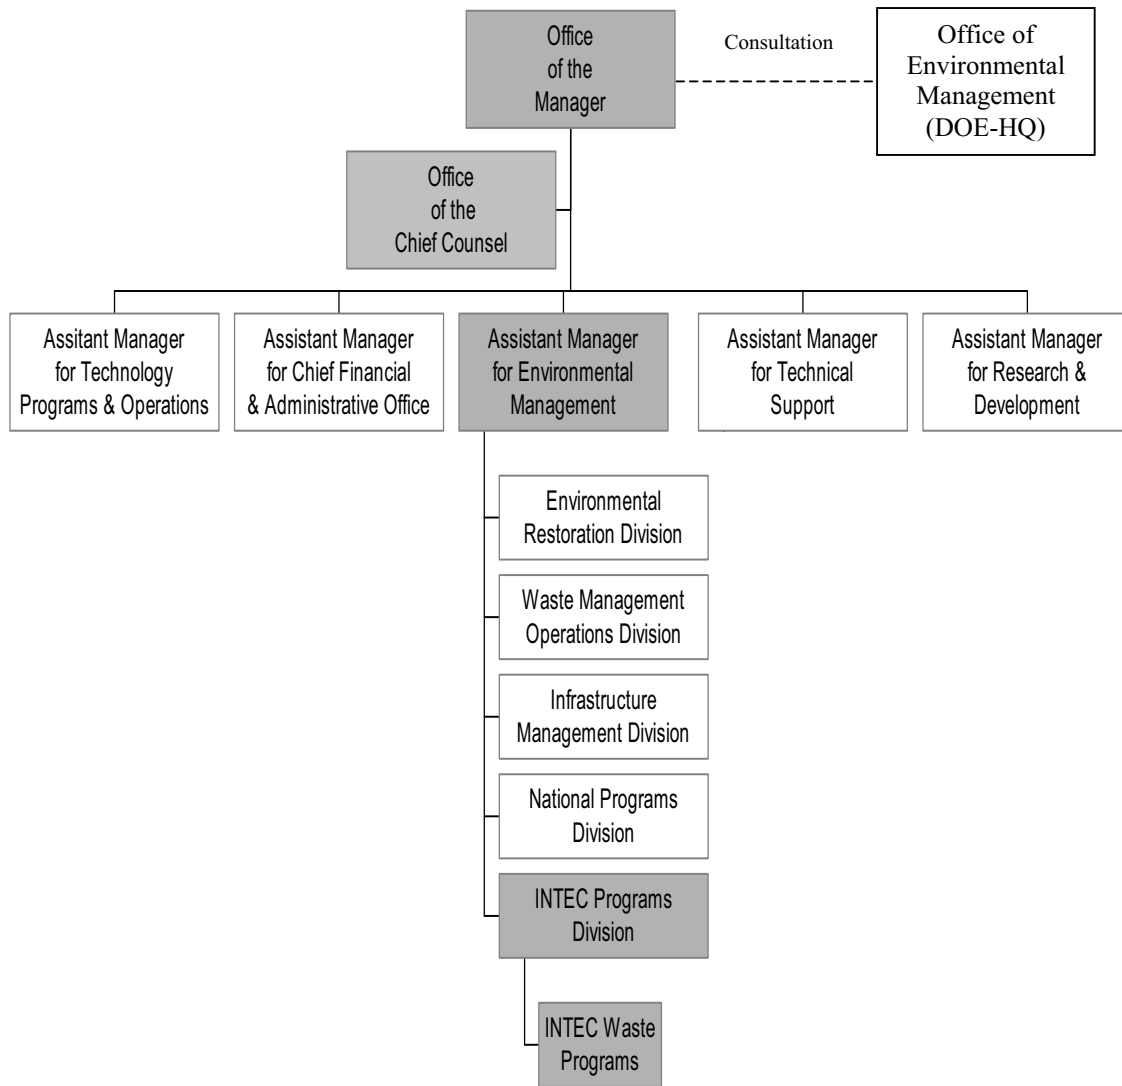 Office
of the
Manager
Consultation
Office of
Environmental
Management
(DOE-HQ)
Office
of the
Chief Counsel
Assitant Manager
for Technology
Programs & Operations
Assistant Manager
for Chief Financial
& Administrative Office
Assistant Manager
for Environmental
Management
Assistant Manager
for Technical
Support
Assistant Manager
for Research &
Development
Environmental
Restoration Division
Waste Management
Operations Division
Infrastructure
Management Division
National Programs
Division
INTEC Programs
Division
INTEC Waste
Programs